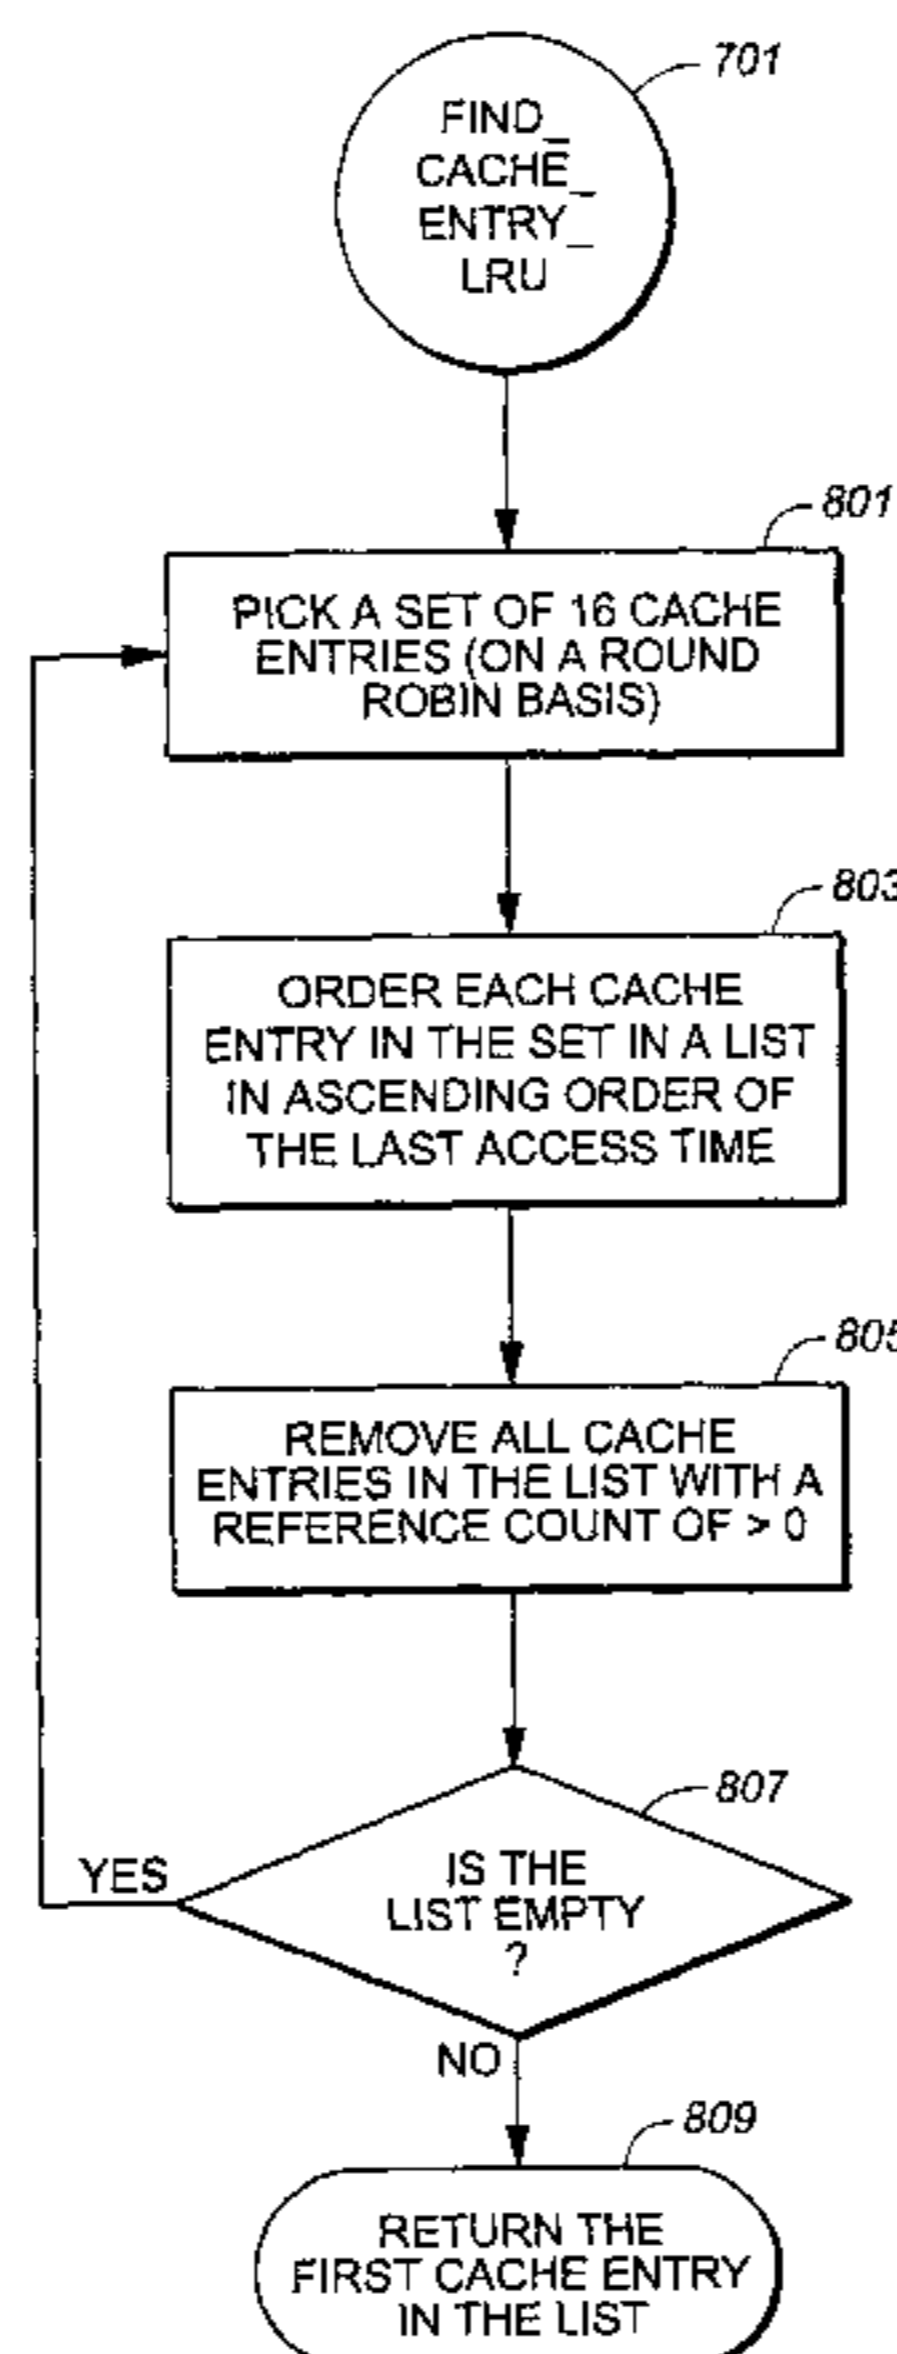 701
FIND_
CACHE_
ENTRY_
LRU
801
PICK A SET OF 16 CACHE
ENTRIES (ON A ROUND
ROBIN BASIS)
803
ORDER EACH CACHE
ENTRY IN THE SET IN A LIST
IN ASCENDING ORDER OF
THE LAST ACCESS TIME
805
REMOVE ALL CACHE
ENTRIES IN THE LIST WITH A
REFERENCE COUNT OF > 0
807
YES
IS THE
LIST EMPTY
?
NO
809
RETURN THE
FIRST CACHE ENTRY
IN THE LIST